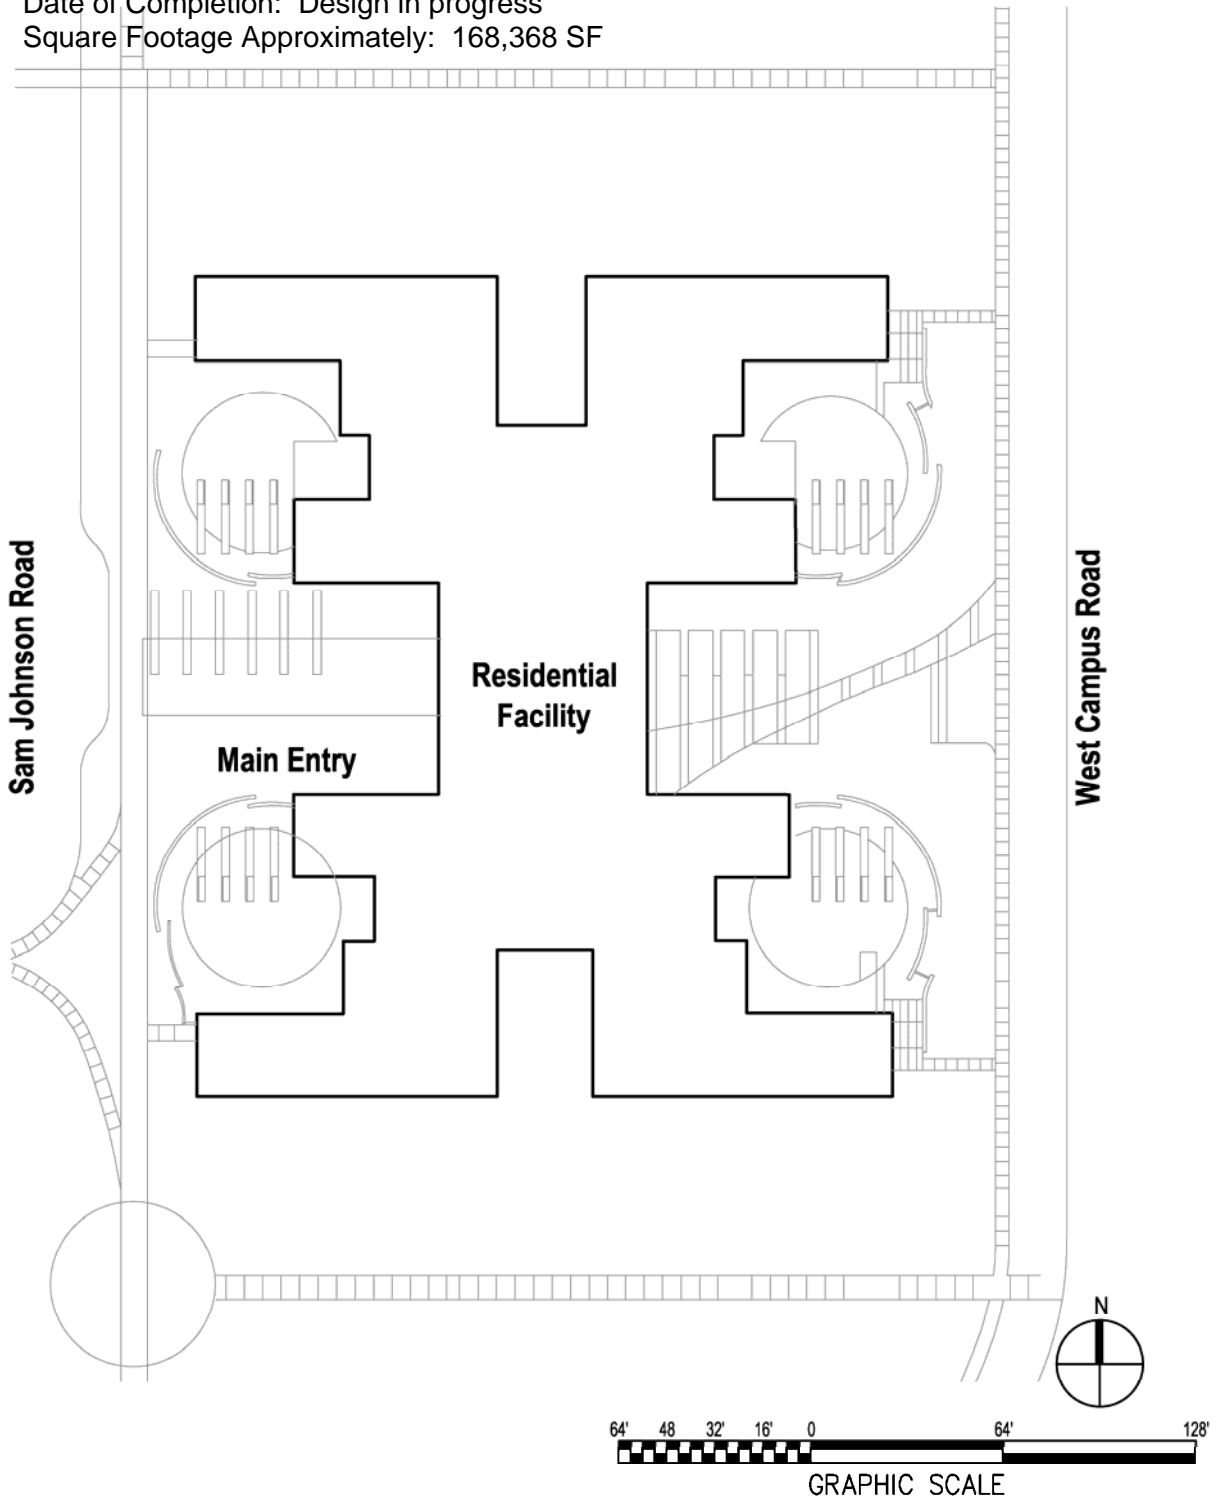 Date of Completion: Design in progress
Square Footage Approximately: 168,368 SF
Sam Johnson Road
Residential
Facility
Main Entry
West Campus Road
N
64' 48 32' 16' 0 64' 128'
GRAPHIC SCALE